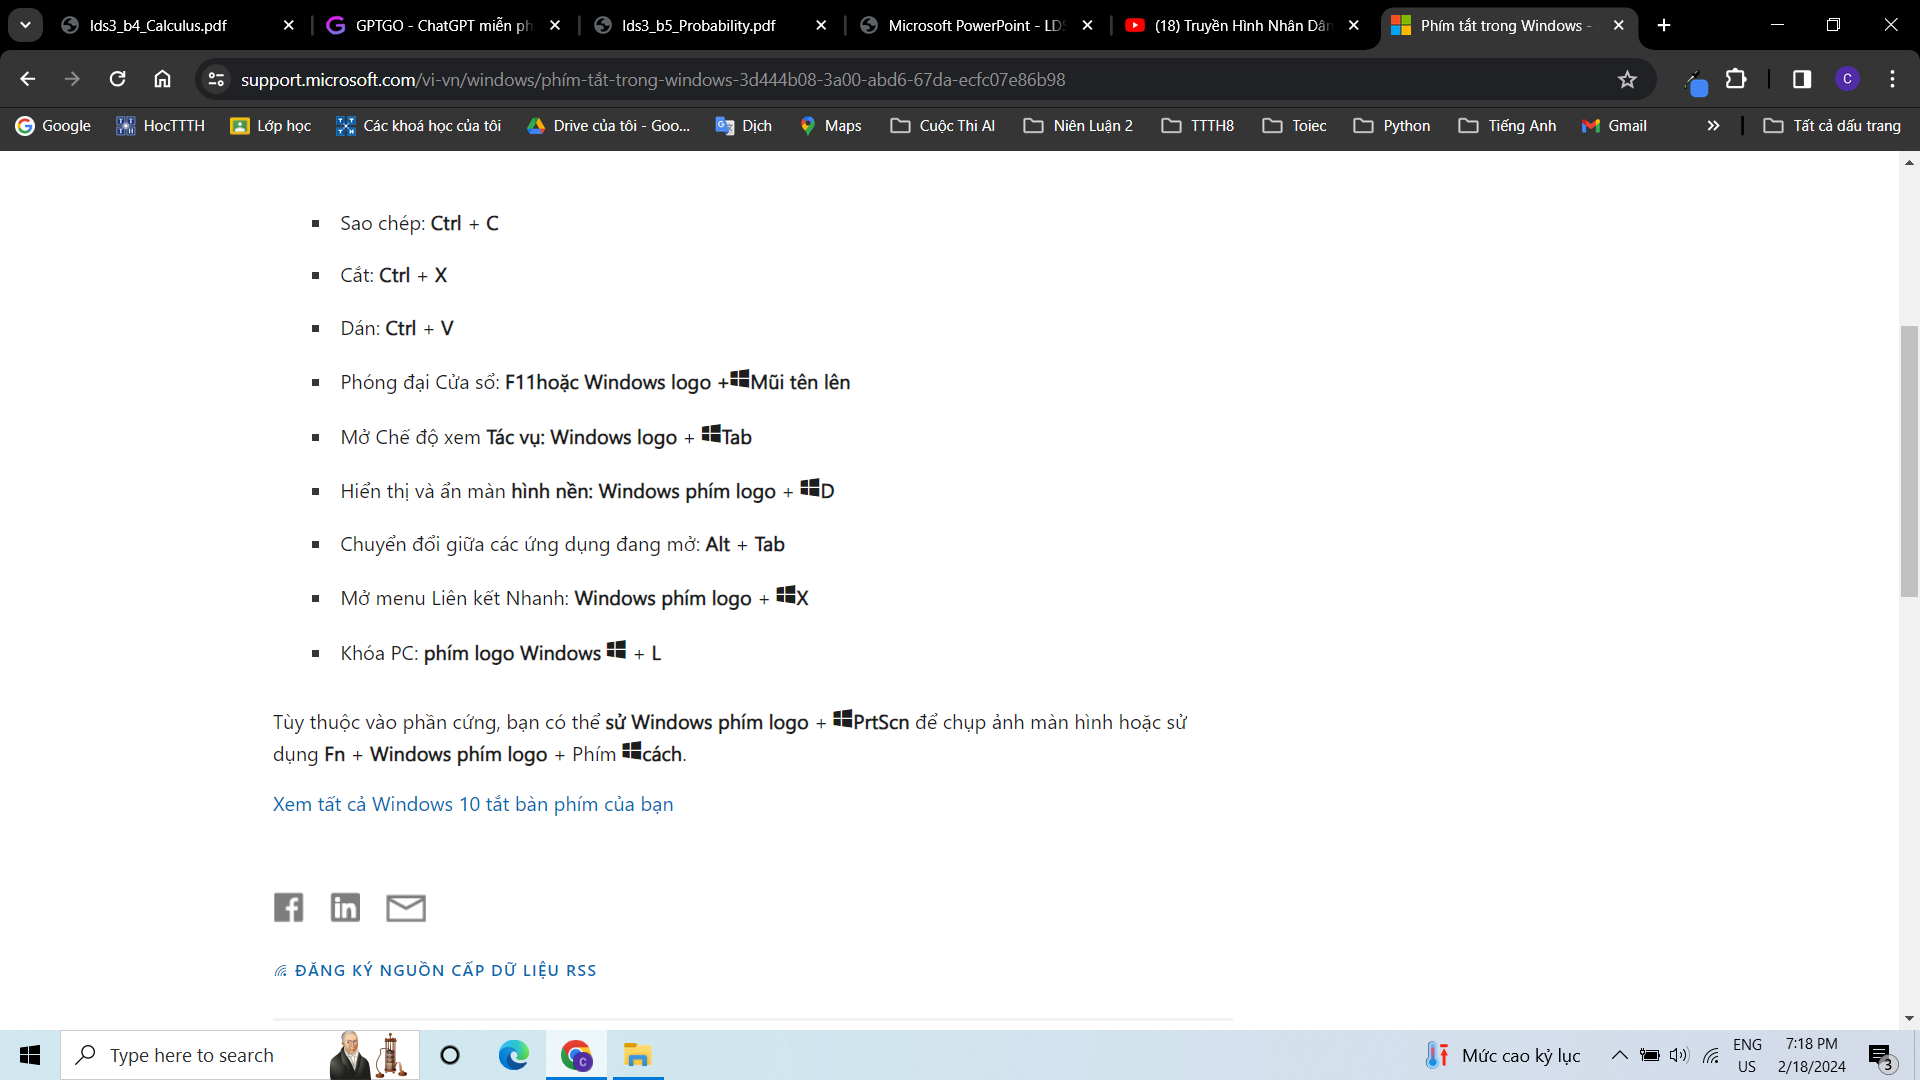 lds3_b4_Calculus.pdf
GPTGO - ChatGPT miễn ph
lds3_b5_Probability.pdf
Microsoft PowerPoint - LDS
(18) Truyền Hình Nhân Dân
Phím tắt trong Windows -
support.microsoft.com/vi-vn/windows/phím-tắt-trong-windows-3d444b08-3a00-abd6-67da-ecfc07e86b98
C
Google
HocTTTH
Lớp học
Các khoá học của tôi
Drive của tôi - Goo...
Dịch
Maps
Cuộc Thi AI
Niên Luận 2
TTTH8
Toiec
Python
Tiếng Anh
Gmail
Tất cả dấu trang
Sao chép: Ctrl + C
Cắt: Ctrl + X
Dán: Ctrl + V
Phóng đại Cửa sổ: F11hoặc Windows logo +Mũi tên lên
Mở Chế độ xem Tác vụ: Windows logo + Tab
Hiển thị và ẩn màn hình nền: Windows phím logo + D
Chuyển đổi giữa các ứng dụng đang mở: Alt + Tab
Mở menu Liên kết Nhanh: Windows phím logo + X
Khóa PC: phím logo Windows + L
Tùy thuộc vào phần cứng, bạn có thể sử Windows phím logo + PrtScn để chụp ảnh màn hình hoặc sử
dụng Fn + Windows phím logo + Phím cách.
Xem tất cả Windows 10 tắt bàn phím của bạn
ĐĂNG KÝ NGUỒN CẤP DỮ LIỆU RSS
Type here to search
Mức cao kỷ lục
ENG
US
7:18 PM
2/18/2024
3